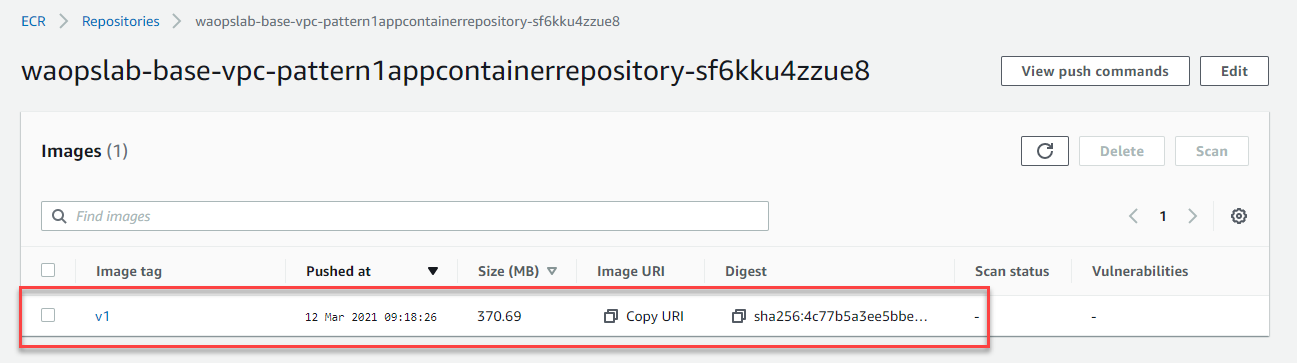 ECR > Repositories > waopslab-base-vpc-pattern1appcontainerrepository-sf6kku4zzue8
waopslab-base-vpc-pattern1appcontainerrepository-sf6kku4zzue8 View push commands Edit
Images (1) Delete Scan
Find images 1
Image tag Pushed at Size (MB) Image URI Digest Scan status Vulnerabilities
v1 12 Mar 2021 09:18:26 370.69 Copy URI sha256:4c77b5a3ee5bbe... - -